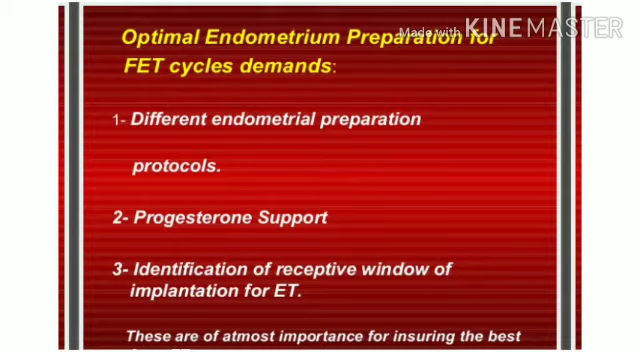 Made with KINEMASTER
Optimal Endometrium Preparation for
FET cycles demands:
1- Different endometrial preparation
protocols.
2- Progesterone Support
3- Identification of receptive window of
implantation for ET.
These are of atmost importance for insuring the best